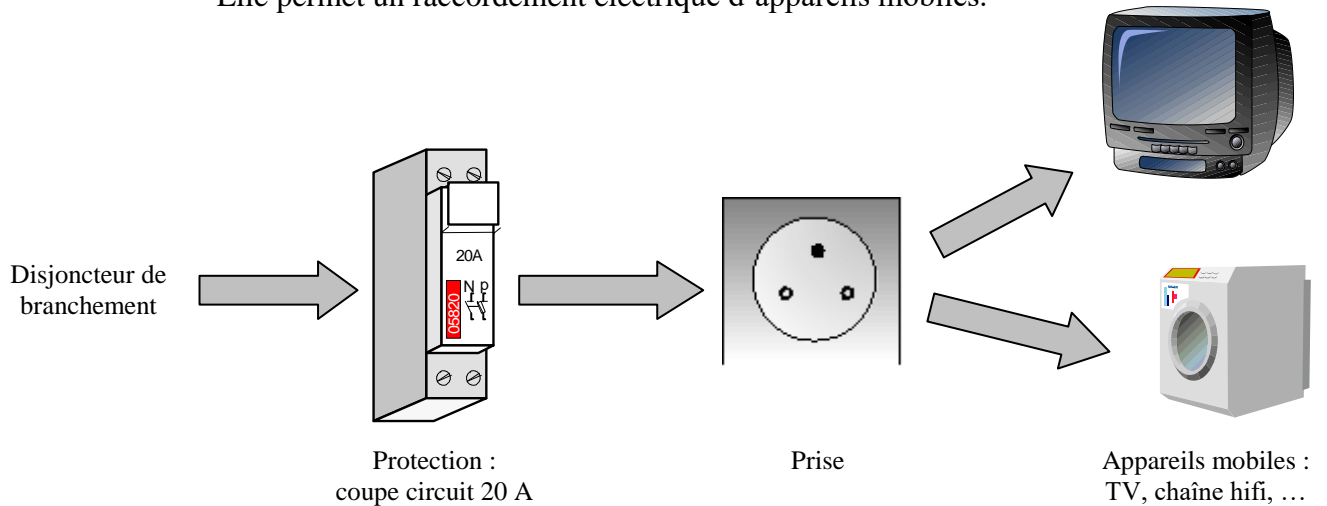 Elle permet un raccordement électrique d'appareils mobiles.
20A
N p
05820
Disjoncteur de
branchement
Protection :
coupe circuit 20 A
Prise
Appareils mobiles :
TV, chaîne hifi, …